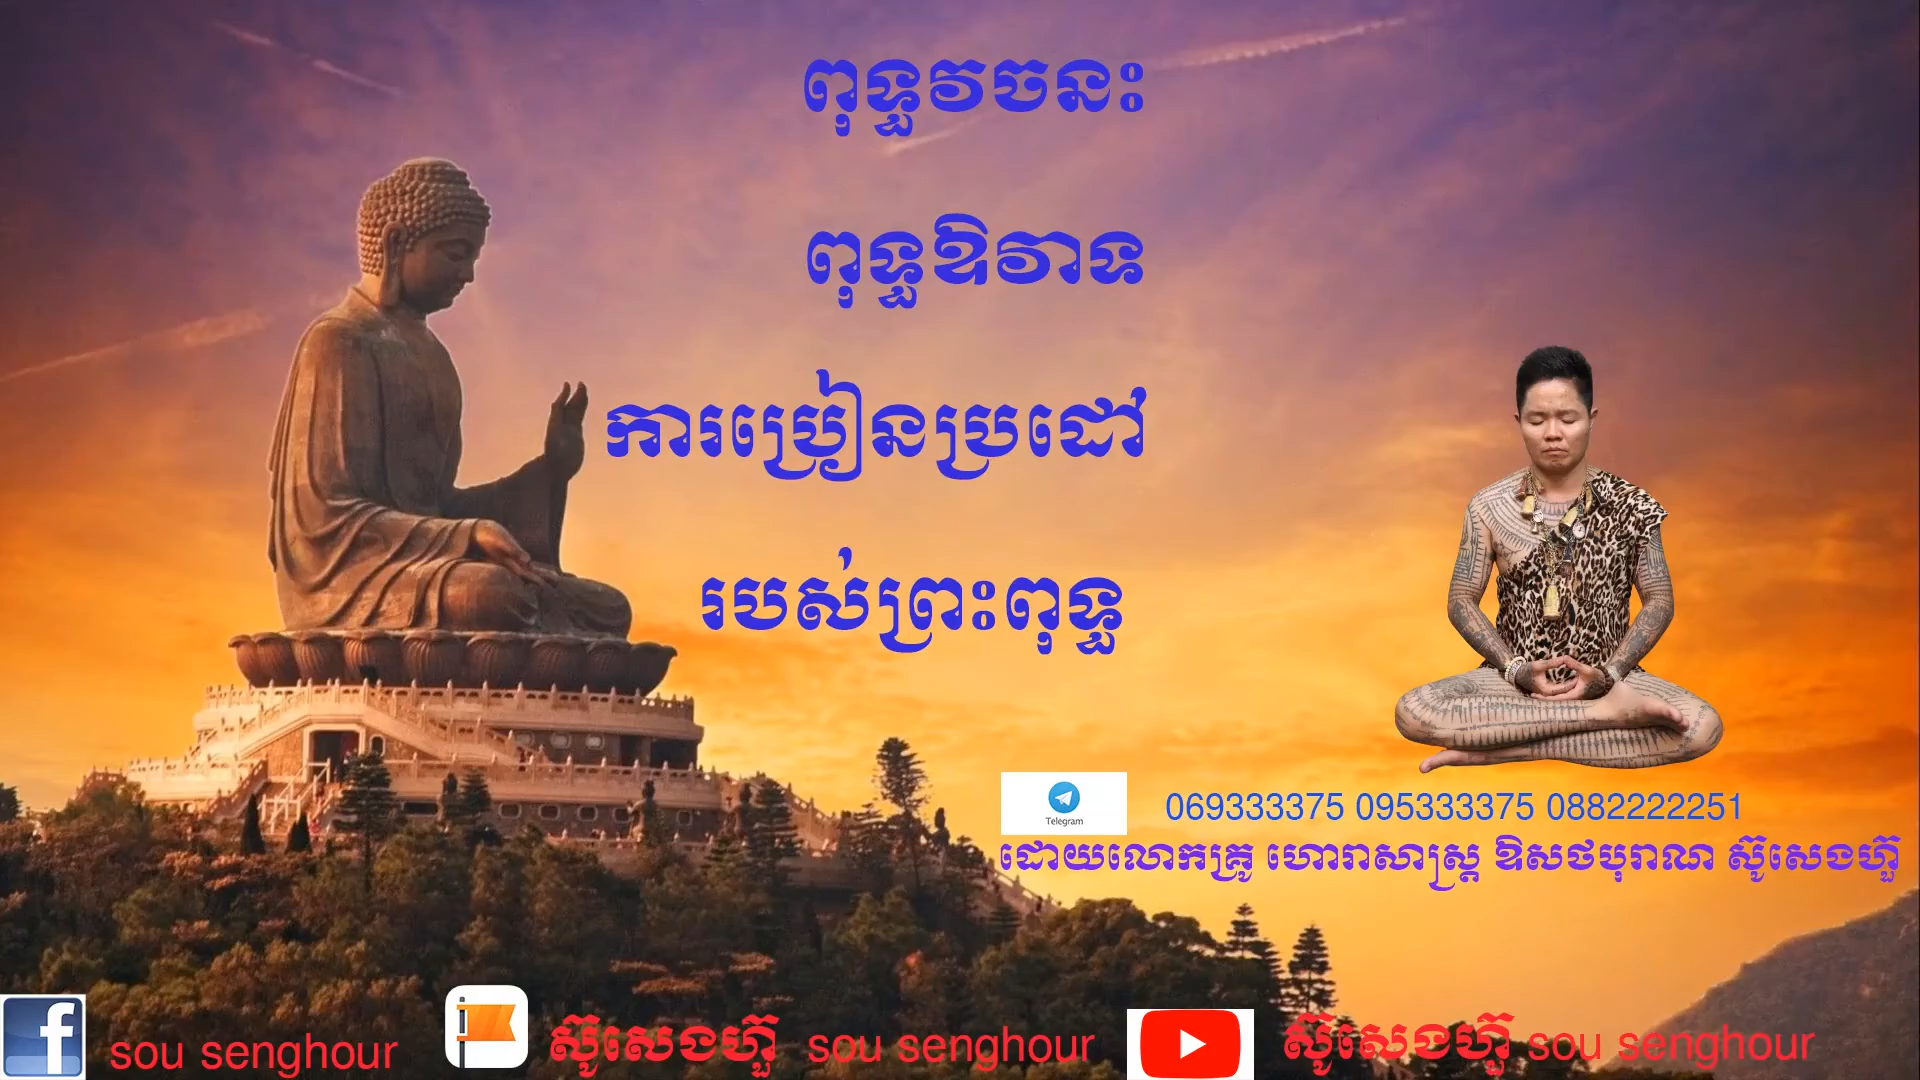 ពុទ្ធវចនះ
ពុទ្ធឱវាទ
ការប្រៀនប្រដៅ
របស់ព្រះពុទ្ធ
Telegram
069333375 095333375 0882222251
ដោយលោកគ្រូ ហោរាសាស្ត្រ ឱសថបុរាណ ស៊ូសេងហ៊ួ
sou senghour
ស៊ូសេងហ៊ួ sou senghour
ស៊ូសេងហ៊ួ sou senghour